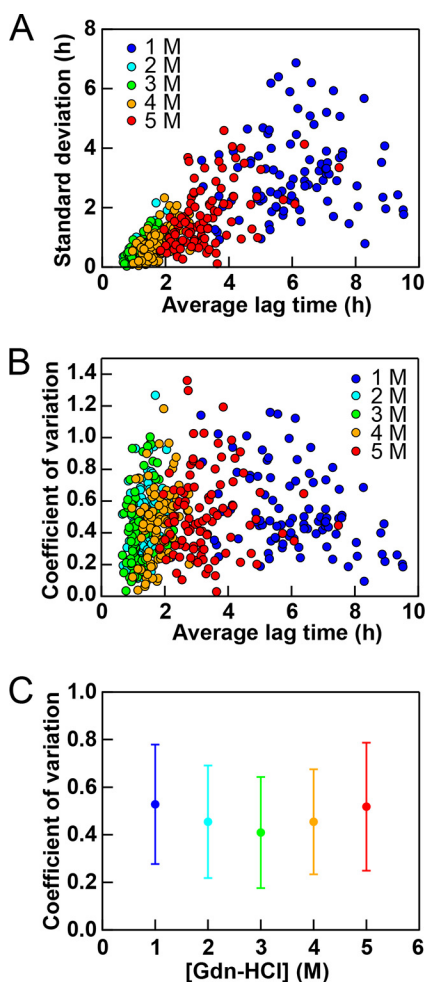 A
8
6
4
2
0
Standard deviation (h)
1 M
2 M
3 M
4 M
5 M
0 2 4 6 8 10
Average lag time (h)
B
1.4
1.2
1.0
0.8
0.6
0.4
0.2
0.0
Coefficient of variation
1 M
2 M
3 M
4 M
5 M
0 2 4 6 8 10
Average lag time (h)
C
1.0
0.8
0.6
0.4
0.2
0.0
Coefficient of variation
0 1 2 3 4 5 6
[Gdn-HCl] (M)